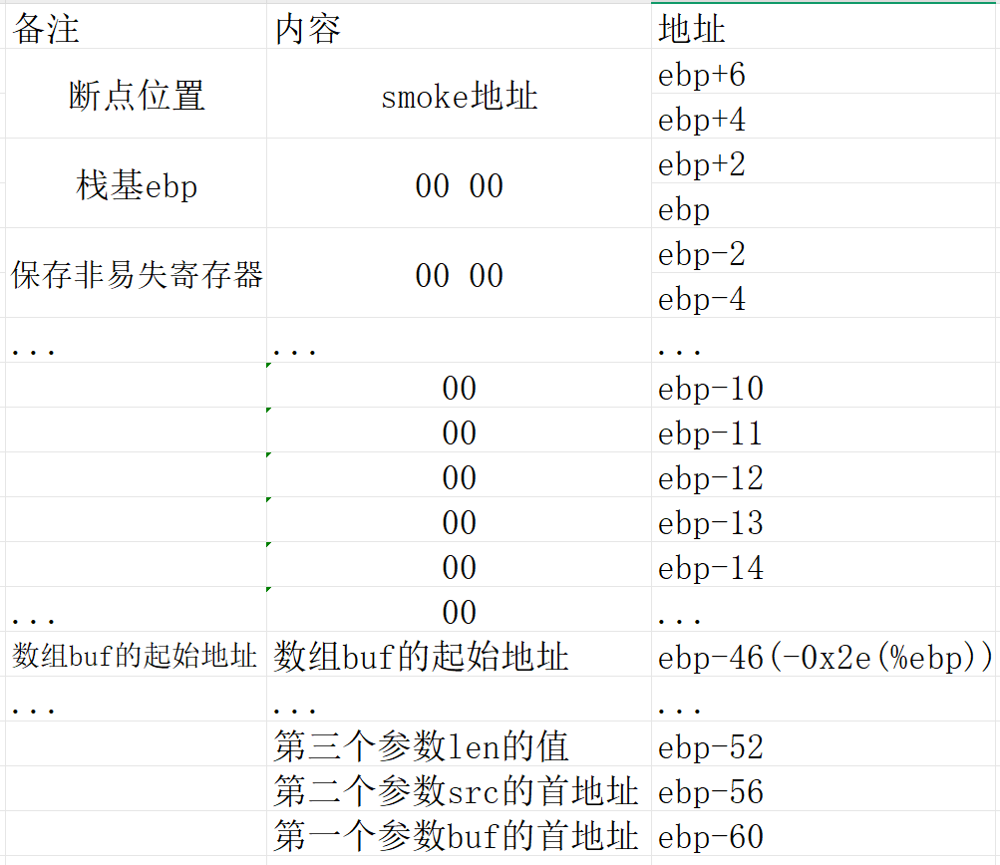 备注 内容 地址
断点位置 smoke地址 ebp+6
ebp+4
栈基ebp 00 00 ebp+2
ebp
保存非易失寄存器 00 00 ebp-2
ebp-4
... ... ...
00 ebp-10
00 ebp-11
00 ebp-12
00 ebp-13
00 ebp-14
... 00 ...
数组buf的起始地址 数组buf的起始地址 ebp-46(-0x2e(%ebp))
... ... ...
第三个参数len的值 ebp-52
第二个参数src的首地址 ebp-56
第一个参数buf的首地址 ebp-60